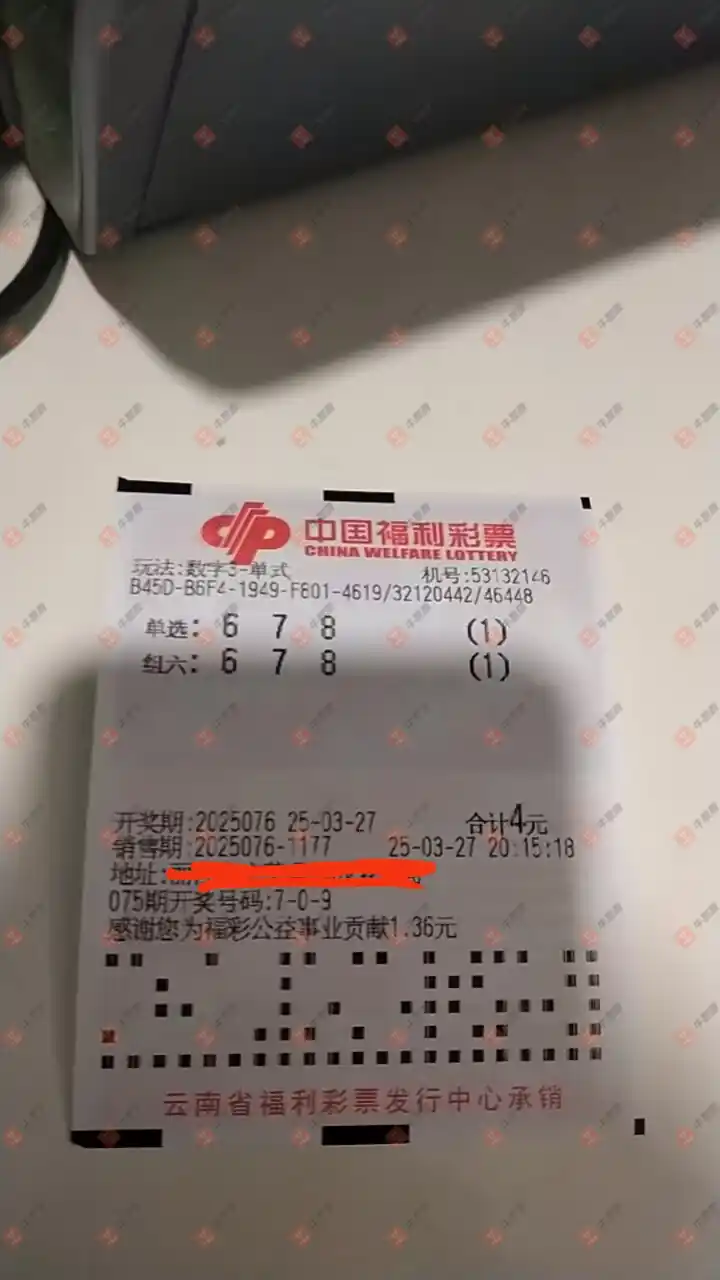 中国福利彩票
CHINA WELFARE LOTTERY
玩法:数字3-单式 机号:53132146
B45D-B6F4-1949-F801-4619/32120442/46448
单选: 6 7 8 (1)
组六: 6 7 8 (1)
开奖期:2025076 25-03-27 合计4元
销售期:2025076-1177 25-03-27 20:15:18
地址:
075期开奖号码:7-0-9
感谢您为福彩公益事业贡献1.36元
云南省福利彩票发行中心承销